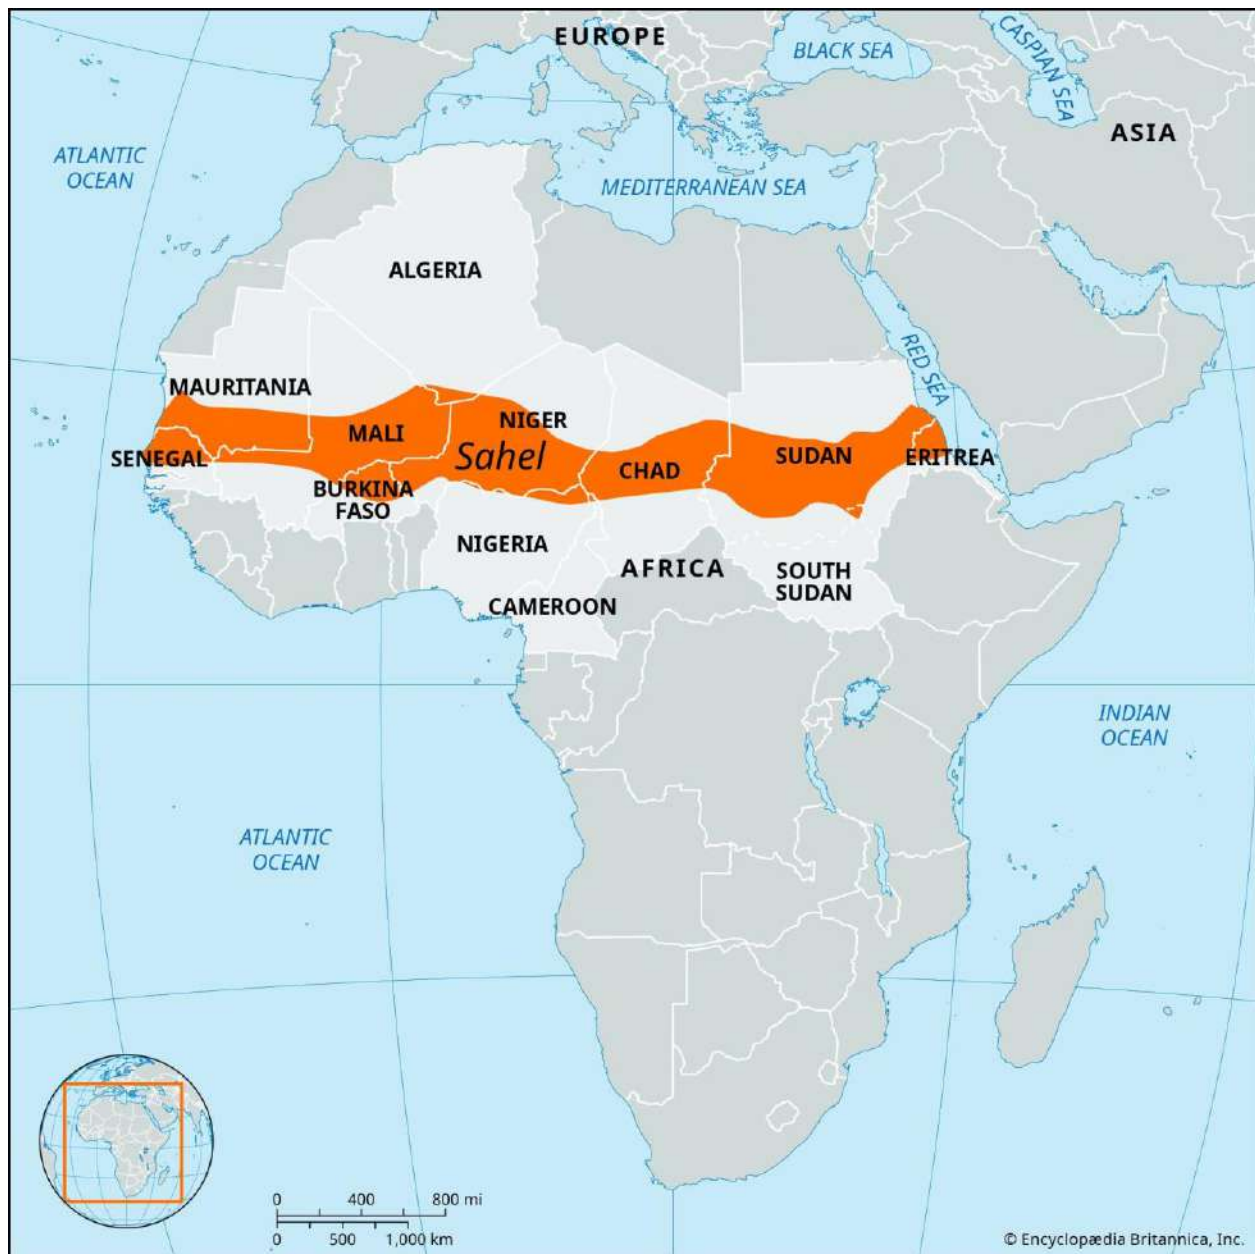 EUROPE
BLACK SEA
CASPIAN SEA
ASIA
ATLANTIC
OCEAN
MEDITERRANEAN SEA
ALGERIA
RED SEA
MAURITANIA
MALI
NIGER
Sahel
SENEGAL
CHAD
SUDAN
ERITREA
BURKINA
FASO
NIGERIA
AFRICA
SOUTH
SUDAN
CAMEROON
INDIAN
OCEAN
ATLANTIC
OCEAN
0 400 800 mi
0 500 1,000 km
© Encyclopædia Britannica, Inc.